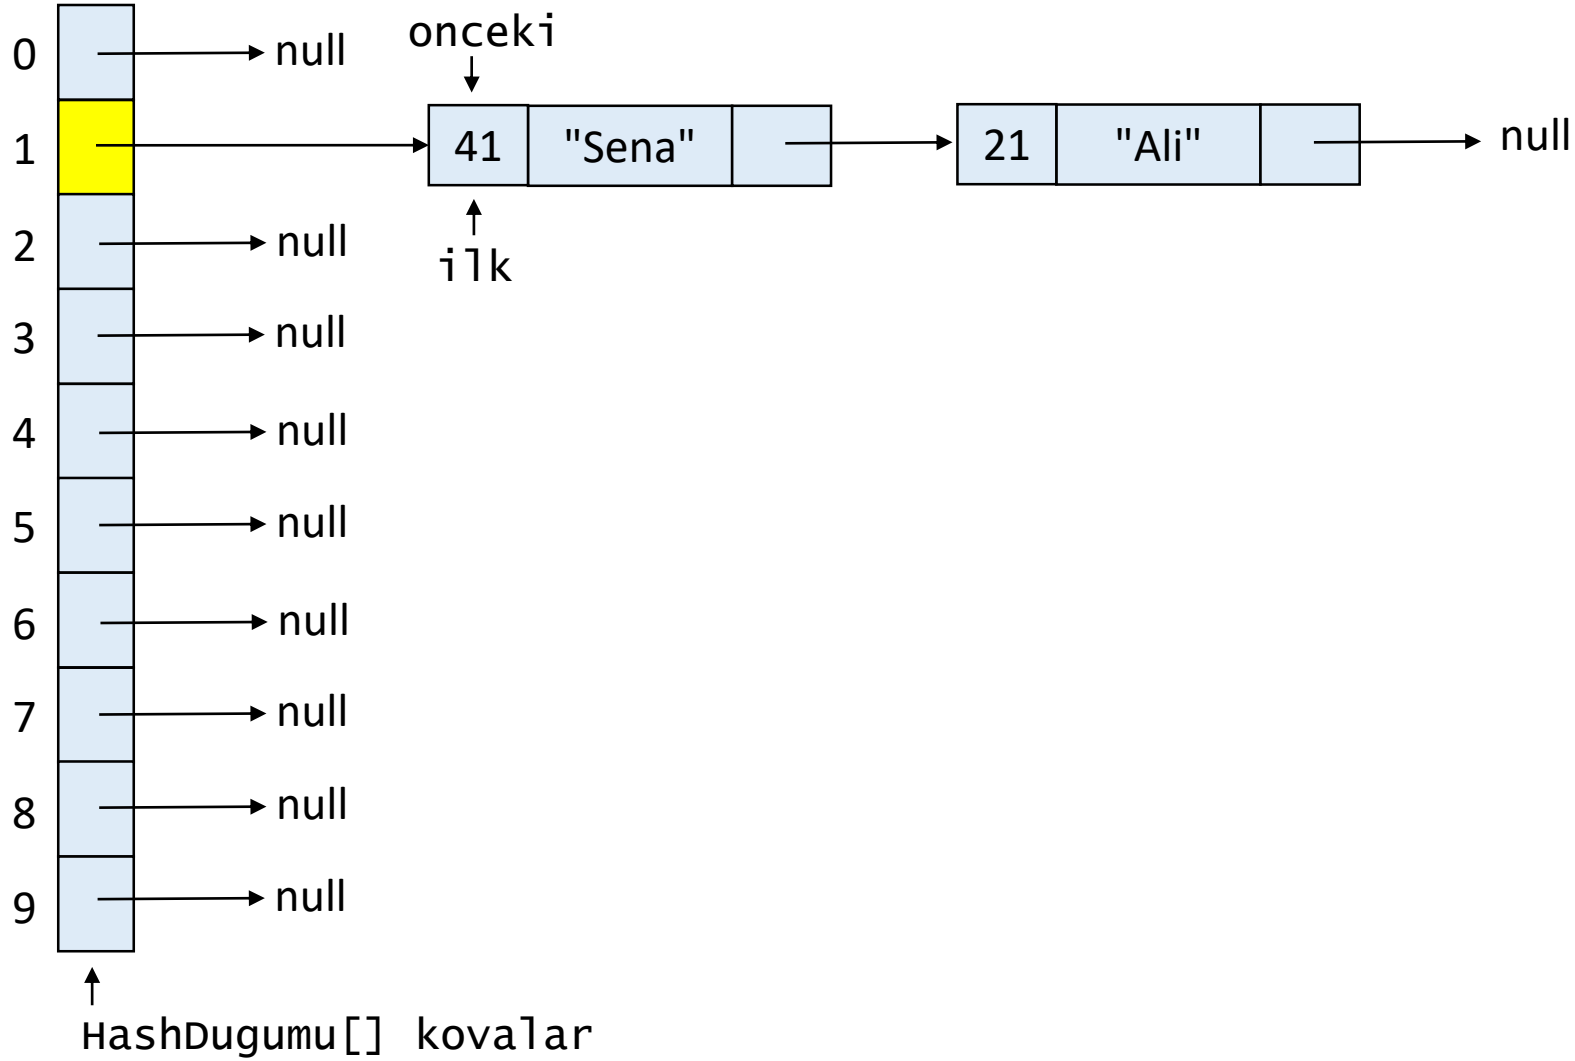 0 null onceki
1 41 "Sena" 21 "Ali" null
ilk
2 null
3 null
4 null
5 null
6 null
7 null
8 null
9 null
HashDugumu[] kovalar